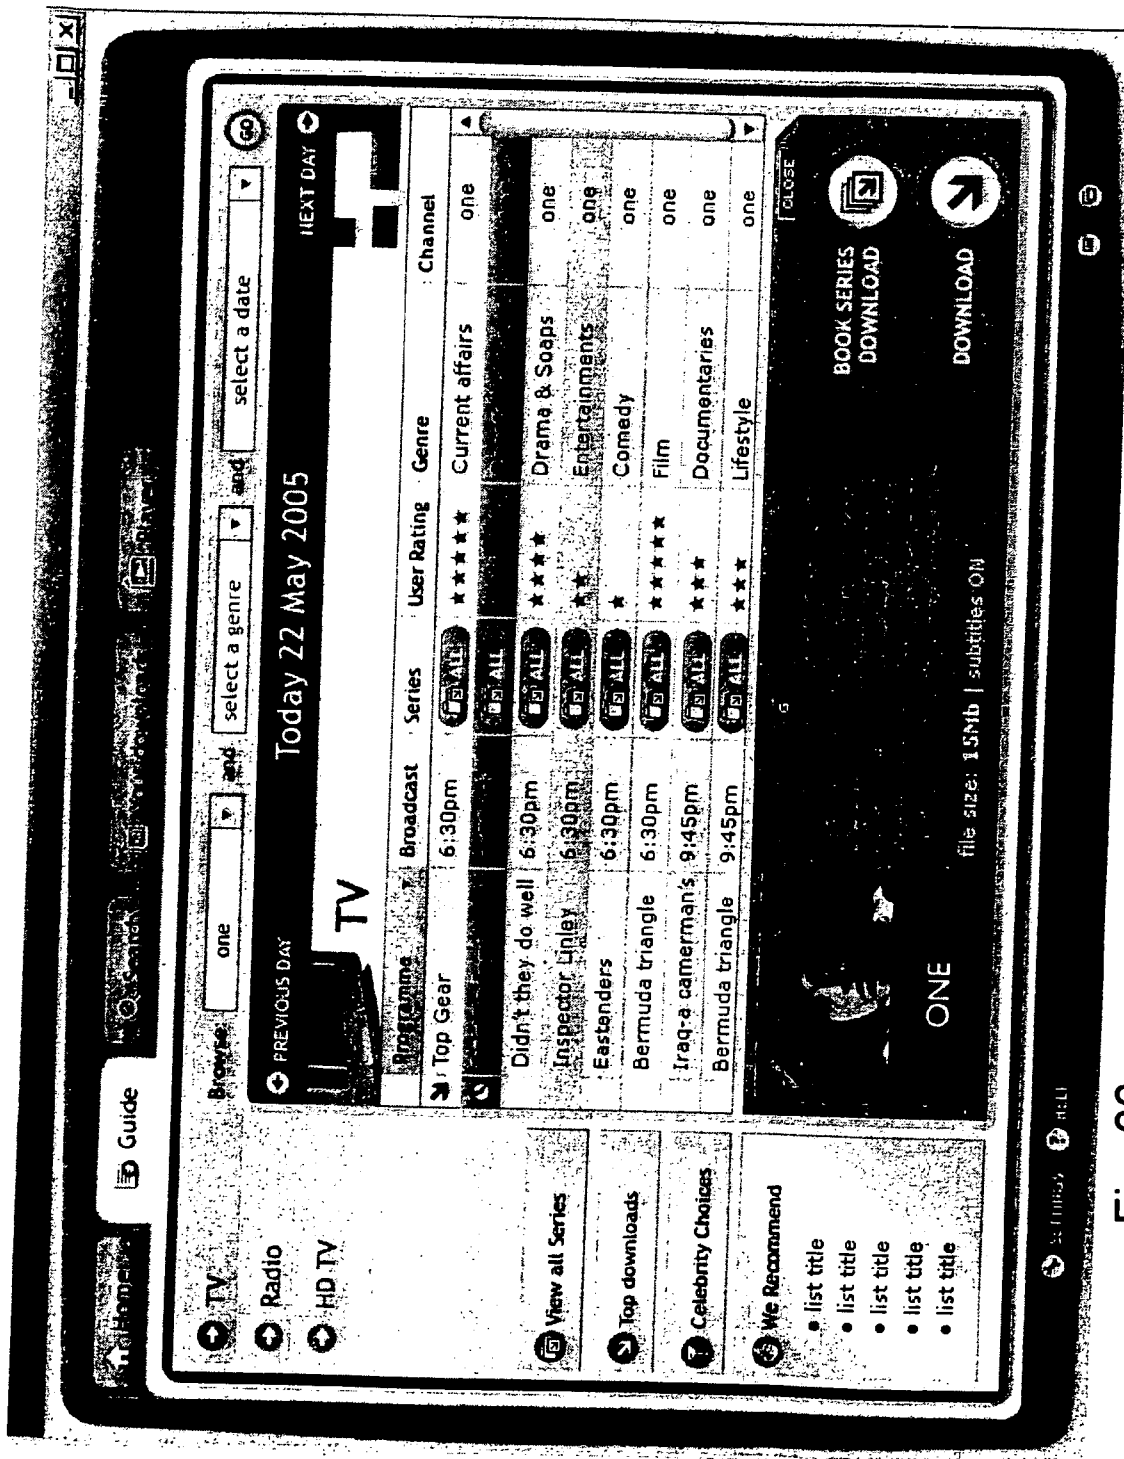 Home Guide Search player
TV
Radio
HD TV
View all Series
Top downloads
Celebrity Choices
We Recommend
• list title
• list title
• list title
• list title
• list title
Browse one and select a genre and select a date GO
PREVIOUS DAY Today 22 May 2005 NEXT DAY
TV
Programme Broadcast Series User Rating Genre Channel
Top Gear 6:30pm ALL ★★★★★ Current affairs one
ALL
Didn't they do well 6:30pm ALL ★★★★ Drama & Soaps one
Inspector Linley 6:30pm ALL ★★ Entertainments one
Eastenders 6:30pm ALL ★ Comedy one
Bermuda triangle 6:30pm ALL ★★★★★ Film one
Iraq-a camerman's 9:45pm ALL ★★★ Documentaries one
Bermuda triangle 9:45pm ALL ★★★ Lifestyle one
CLOSE
G
BOOK SERIES
DOWNLOAD
ONE
file size: 15Mb | subtitles ON
DOWNLOAD
SETTINGS HELP